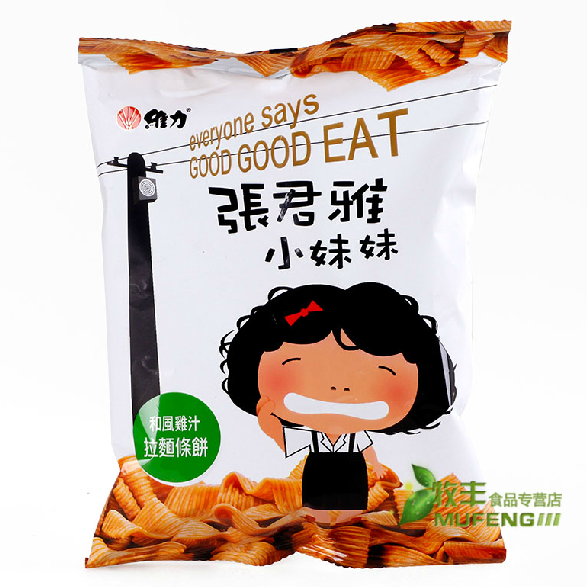 維力®
everyone says
GOOD GOOD EAT
張君雅
小妹妹
和風雞汁
拉麵條餅
牧丰食品专营店
MUFENG